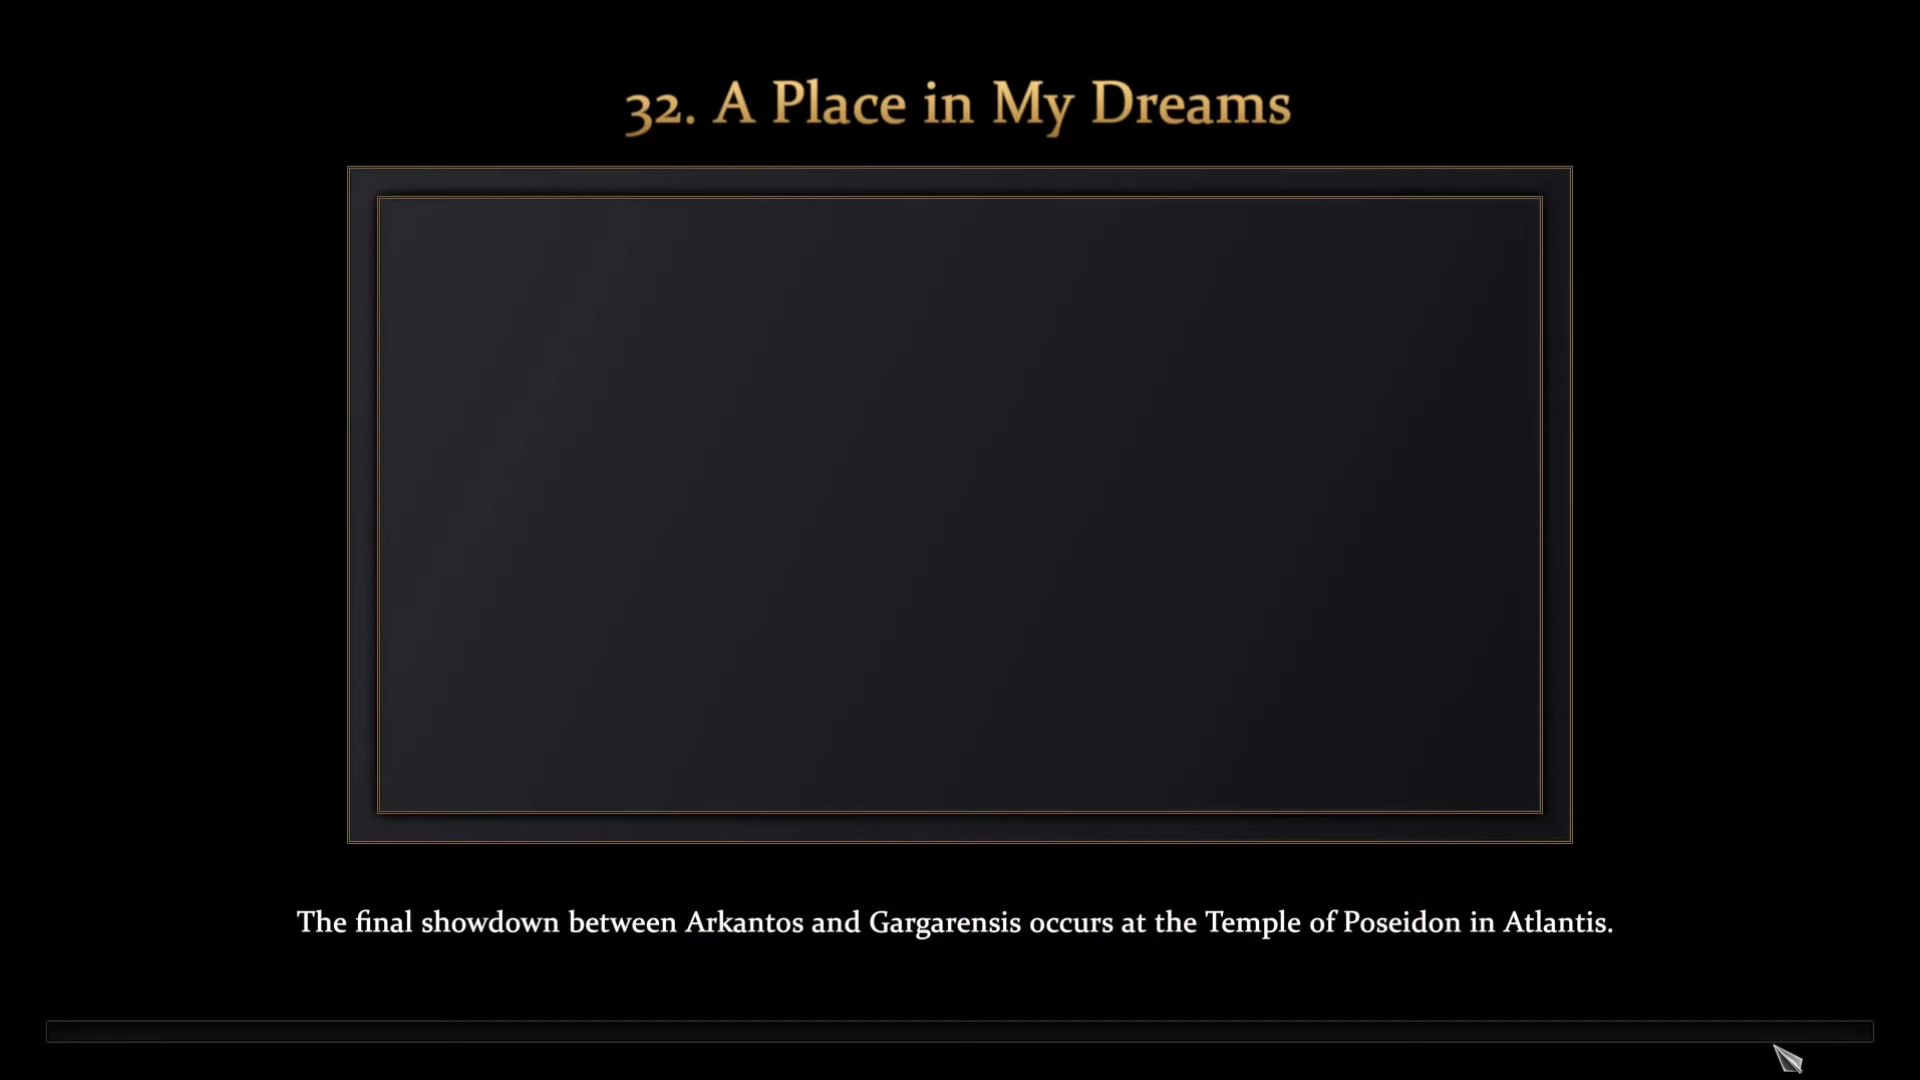 32. A Place in My Dreams
The final showdown between Arkantos and Gargarensis occurs at the Temple of Poseidon in Atlantis.